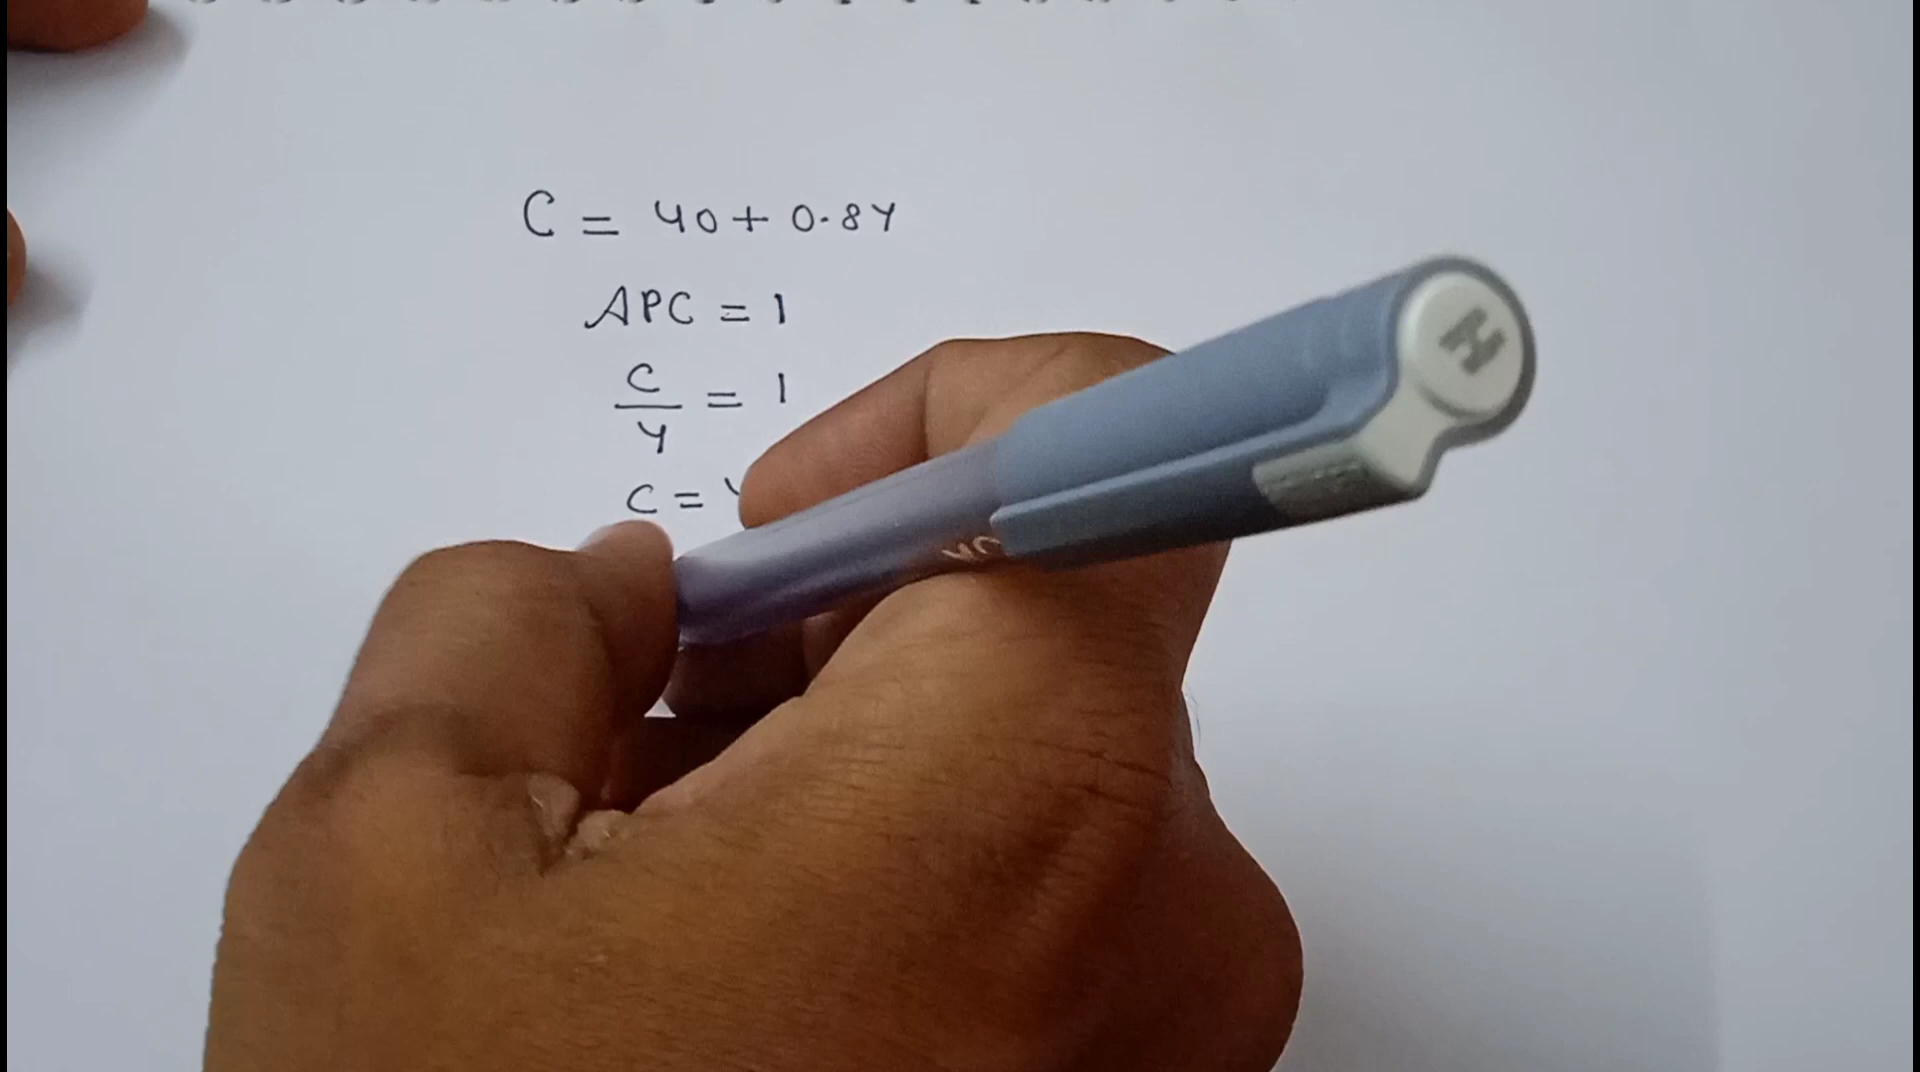 C = 40 + 0.8Y
APC = 1
C/Y = 1
C =